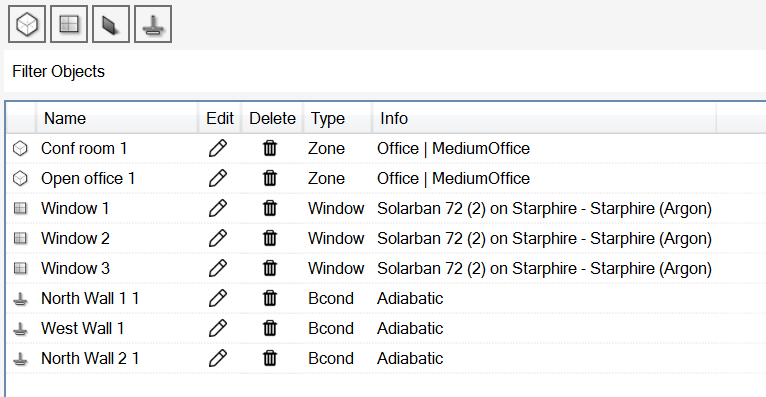 Filter Objects
Name Edit Delete Type Info
Conf room 1 Zone Office | MediumOffice
Open office 1 Zone Office | MediumOffice
Window 1 Window Solarban 72 (2) on Starphire - Starphire (Argon)
Window 2 Window Solarban 72 (2) on Starphire - Starphire (Argon)
Window 3 Window Solarban 72 (2) on Starphire - Starphire (Argon)
North Wall 1 1 Bcond Adiabatic
West Wall 1 Bcond Adiabatic
North Wall 2 1 Bcond Adiabatic